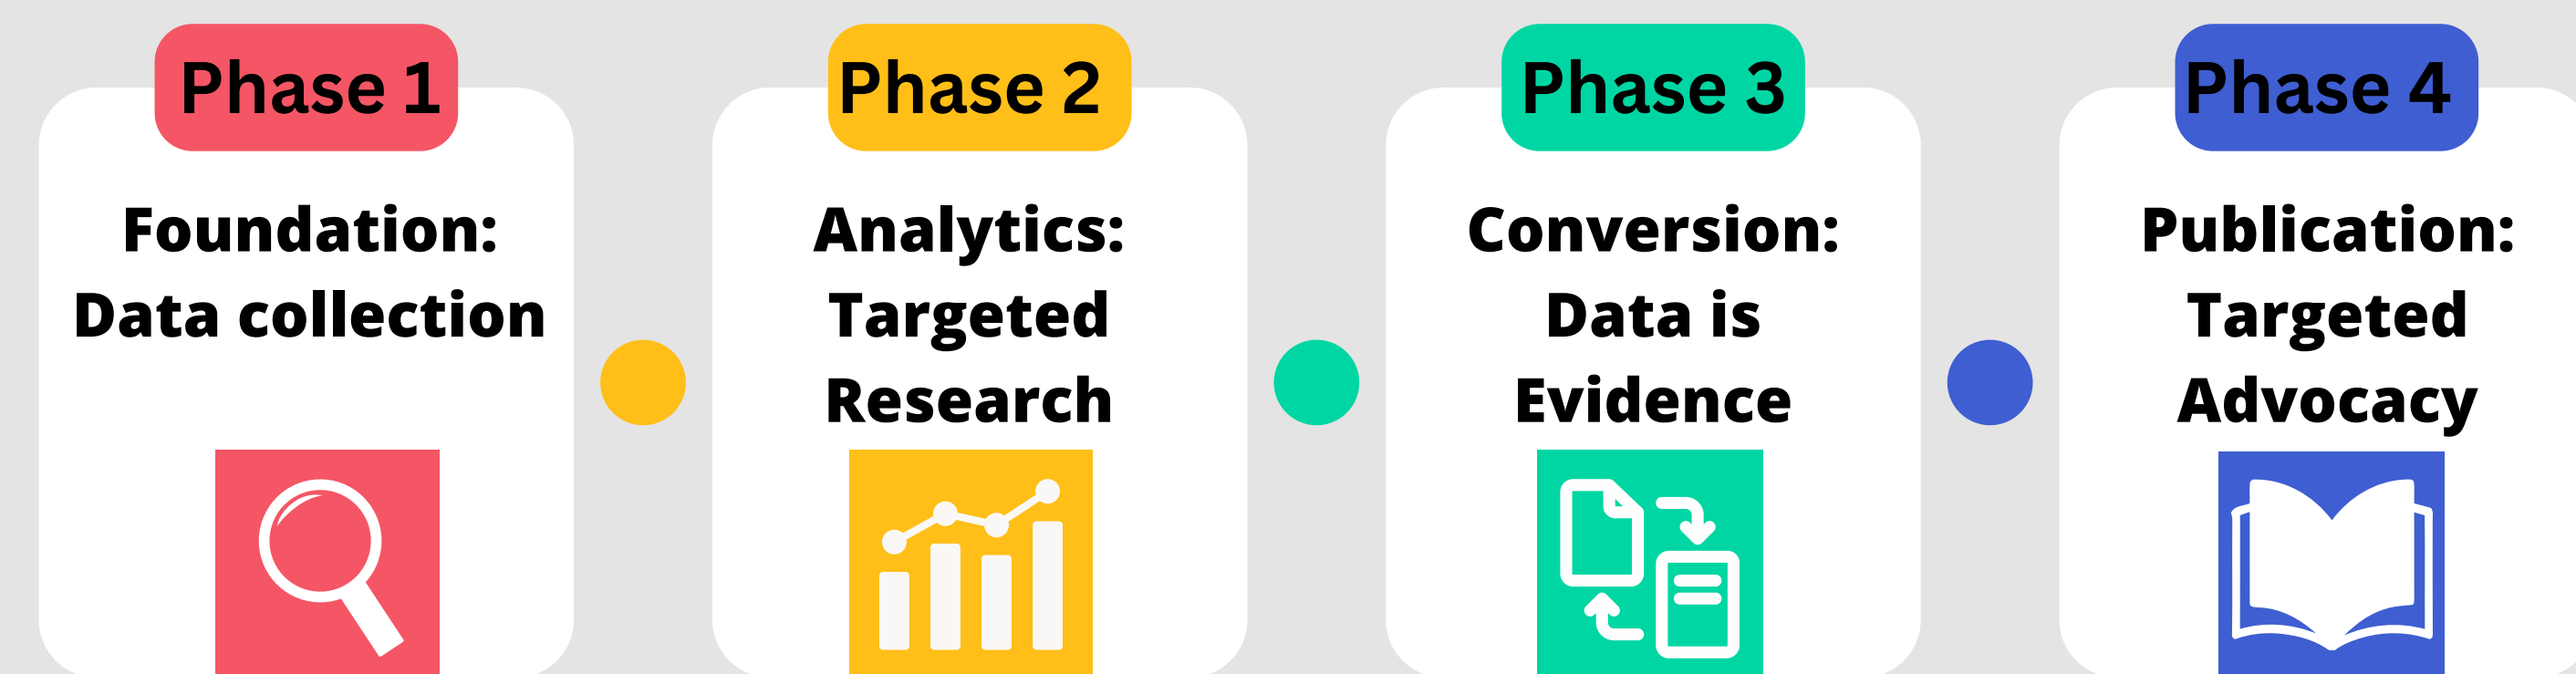 Phase 1
Foundation:
Data collection
Phase 2
Analytics:
Targeted
Research
Phase 3
Conversion:
Data is
Evidence
Phase 4
Publication:
Targeted
Advocacy